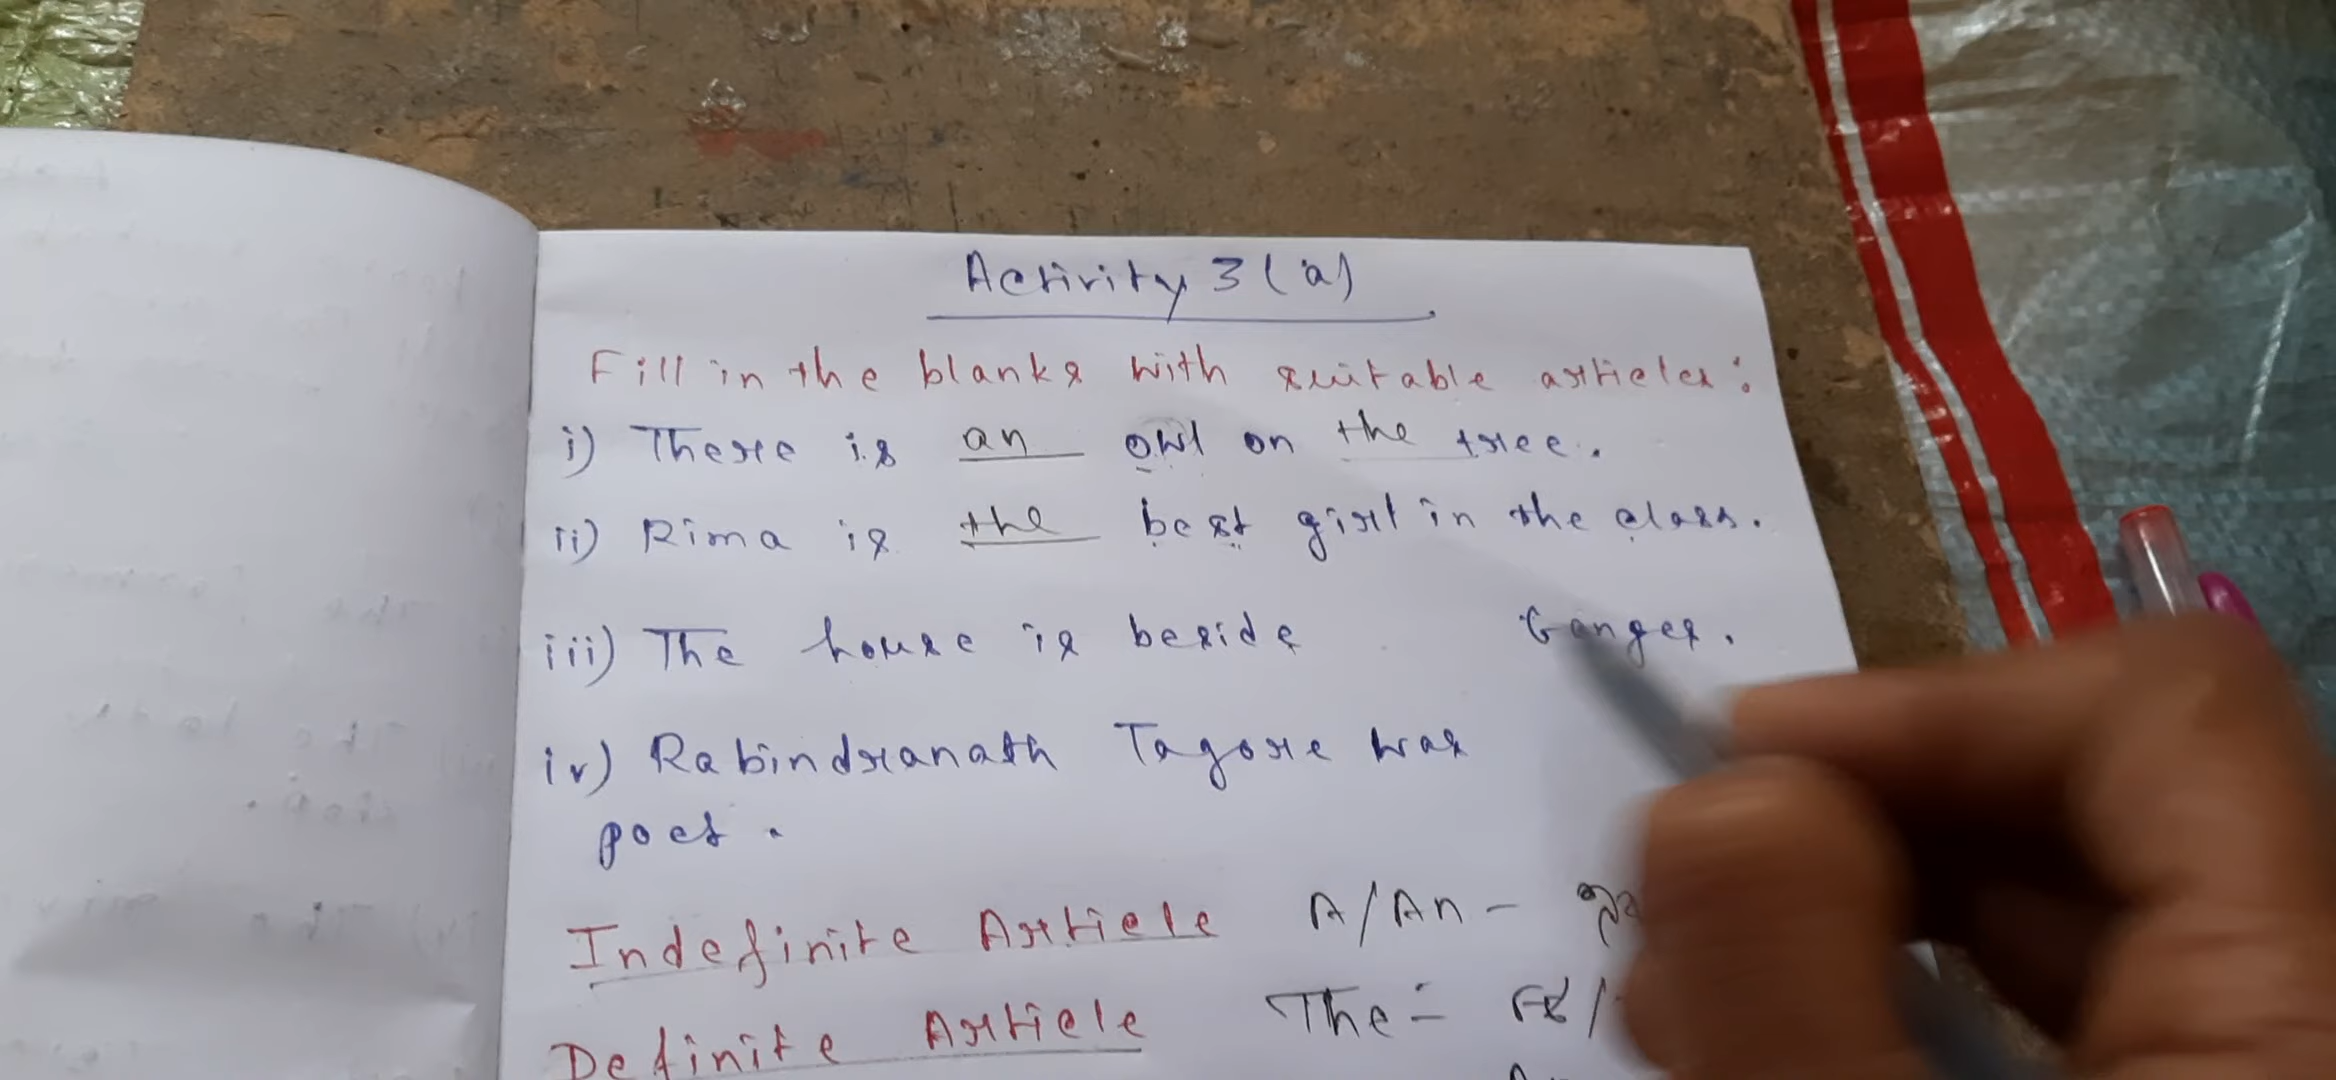 Activity 3 (a)
Fill in the blanks with suitable articles:
i) There is an owl on the tree.
ii) Rima is the best girl in the class.
iii) The house is beside Ganges.
iv) Rabindranath Tagore was
poet.
Indefinite Article A/An -
Definite Article The -